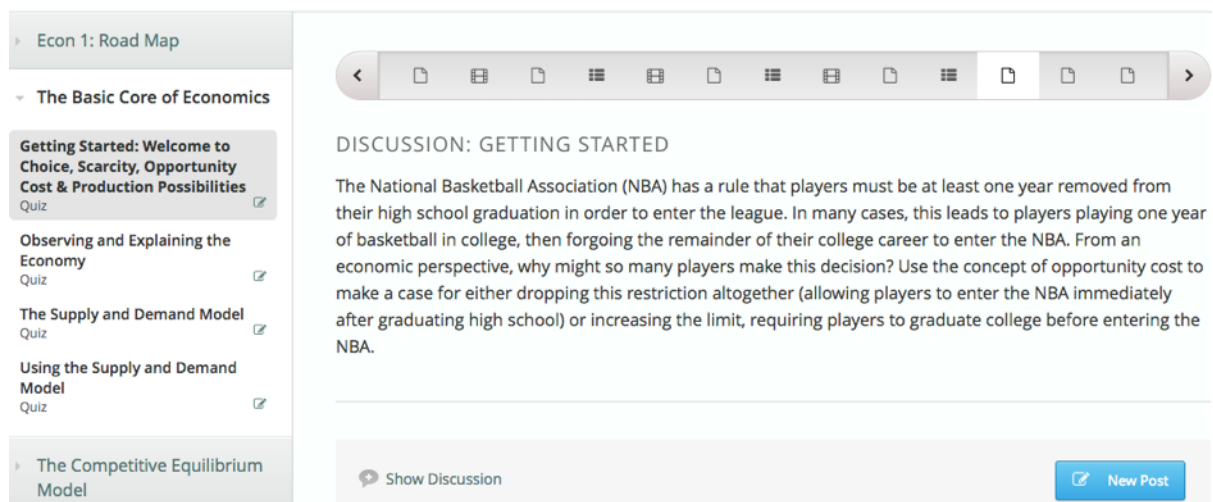 Econ 1: Road Map
The Basic Core of Economics
Getting Started: Welcome to
Choice, Scarcity, Opportunity
Cost & Production Possibilities
Quiz
Observing and Explaining the
Economy
Quiz
The Supply and Demand Model
Quiz
Using the Supply and Demand
Model
Quiz
The Competitive Equilibrium
Model
DISCUSSION: GETTING STARTED
The National Basketball Association (NBA) has a rule that players must be at least one year removed from
their high school graduation in order to enter the league. In many cases, this leads to players playing one year
of basketball in college, then forgoing the remainder of their college career to enter the NBA. From an
economic perspective, why might so many players make this decision? Use the concept of opportunity cost to
make a case for either dropping this restriction altogether (allowing players to enter the NBA immediately
after graduating high school) or increasing the limit, requiring players to graduate college before entering the
NBA.
Show Discussion
New Post